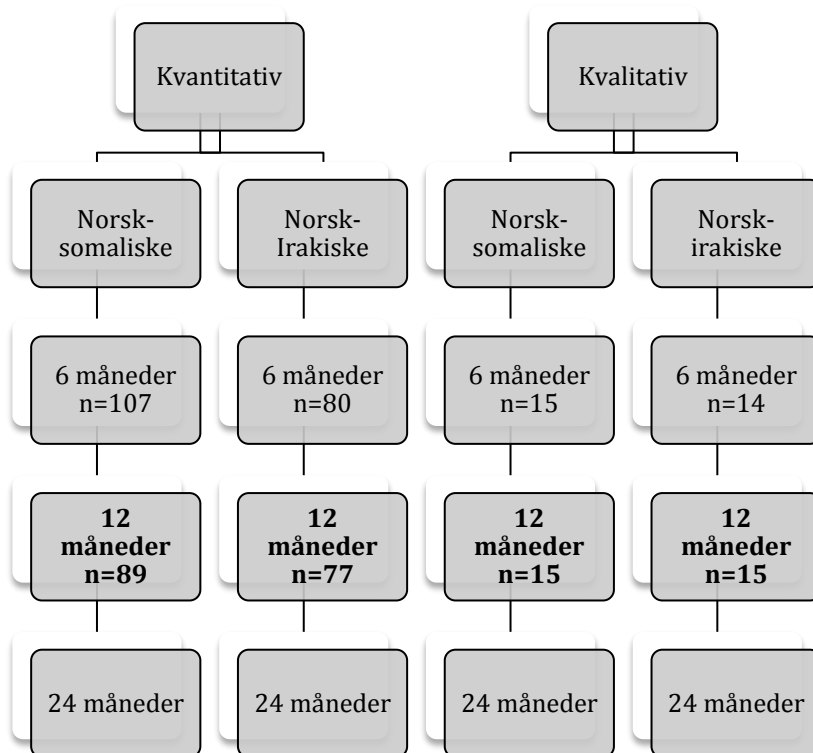 Kvantitativ
Kvalitativ
Norsk-
somaliske
Norsk-
Irakiske
Norsk-
somaliske
Norsk-
irakiske
6 måneder
n=107
6 måneder
n=80
6 måneder
n=15
6 måneder
n=14
12
måneder
n=89
12
måneder
n=77
12
måneder
n=15
12
måneder
n=15
24 måneder
24 måneder
24 måneder
24 måneder